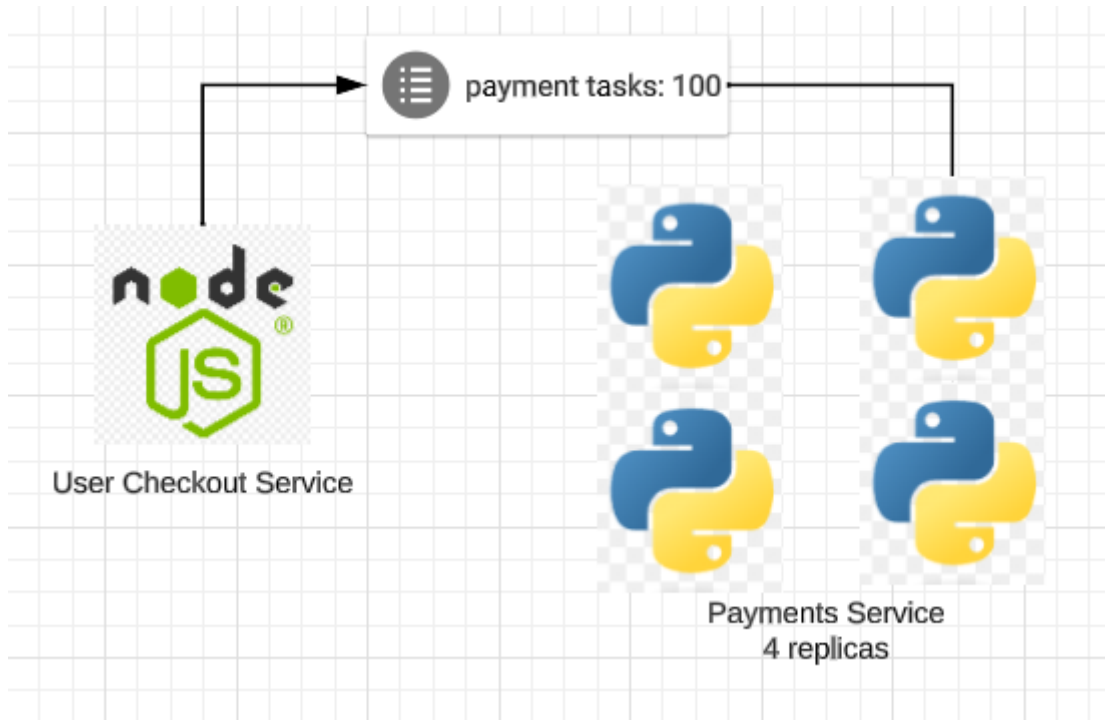 payment tasks: 100
node
JS
®
User Checkout Service
Payments Service
4 replicas